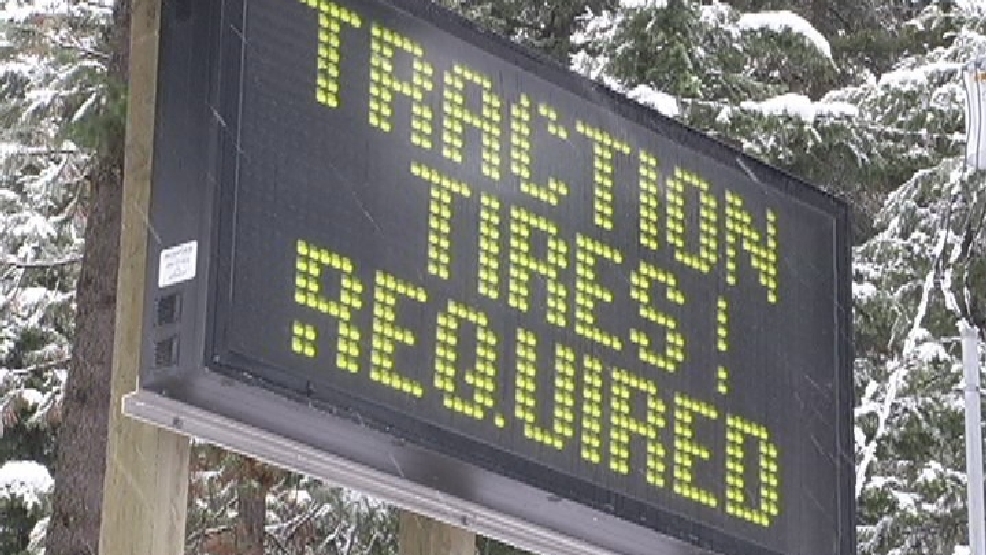 TRACTION
TIRES!
REQUIRED